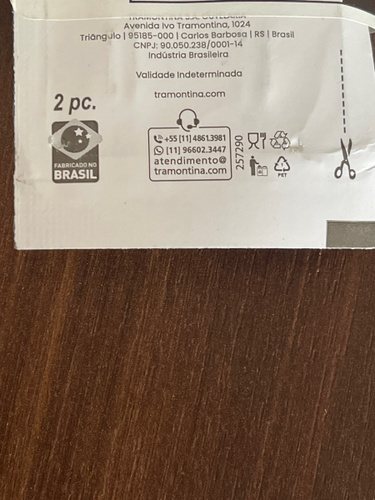 TRAMONTINA S.A. CUTELARIA
Avenida Ivo Tramontina, 1024
Triângulo | 95185-000 | Carlos Barbosa | RS | Brasil
CNPJ: 90.050.238/0001-14
Indústria Brasileira
Validade Indeterminada
tramontina.com
2 pc.
FABRICADO NO
BRASIL
+55 [11] 4861.3981
[11] 96602.3447
atendimento@
tramontina.com
257290
PET